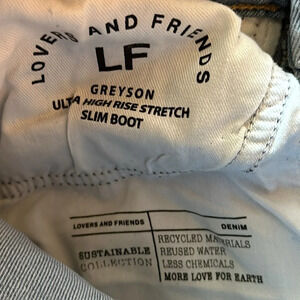 LOVERS AND FRIENDS
LF
GREYSON
ULTRA HIGH RISE STRETCH
SLIM BOOT
LOVERS AND FRIENDS DENIM
SUSTAINABLE
COLLECTION
RECYCLED MATERIALS
REUSED WATER
LESS CHEMICALS
MORE LOVE FOR EARTH